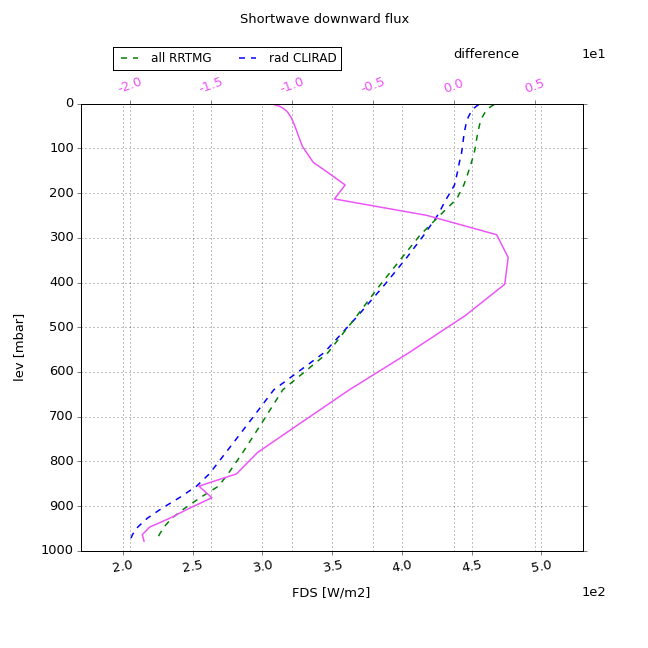 Shortwave downward flux
all RRTMG rad CLIRAD difference 1e1
-2.0 -1.5 -1.0 -0.5 0.0 0.5
0
100
200
300
400
500
600
700
800
900
1000
lev [mbar]
2.0 2.5 3.0 3.5 4.0 4.5 5.0
FDS [W/m2] 1e2